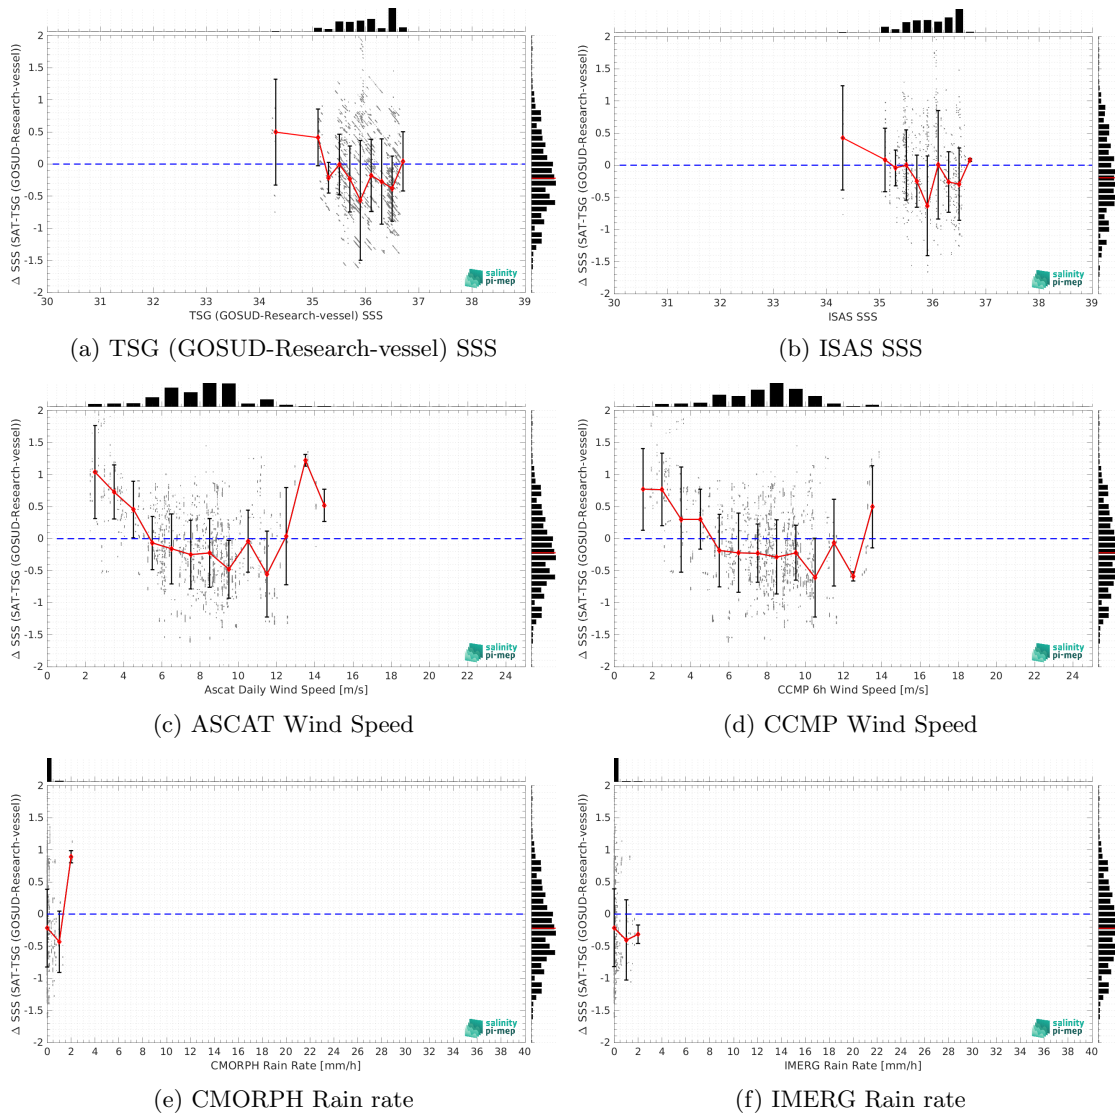 2
1.5
1
0.5
0
-0.5
-1
-1.5
-2
Δ SSS (SAT-TSG (GOSUD-Research-vessel))
30 31 32 33 34 35 36 37 38 39
TSG (GOSUD-Research-vessel) SSS
salinity
pi-mep
(a) TSG (GOSUD-Research-vessel) SSS
2
1.5
1
0.5
0
-0.5
-1
-1.5
-2
Δ SSS (SAT-TSG (GOSUD-Research-vessel))
30 31 32 33 34 35 36 37 38 39
ISAS SSS
salinity
pi-mep
(b) ISAS SSS
2
1.5
1
0.5
0
-0.5
-1
-1.5
-2
Δ SSS (SAT-TSG (GOSUD-Research-vessel))
0 2 4 6 8 10 12 14 16 18 20 22 24
Ascat Daily Wind Speed [m/s]
salinity
pi-mep
(c) ASCAT Wind Speed
2
1.5
1
0.5
0
-0.5
-1
-1.5
-2
Δ SSS (SAT-TSG (GOSUD-Research-vessel))
0 2 4 6 8 10 12 14 16 18 20 22 24
CCMP 6h Wind Speed [m/s]
salinity
pi-mep
(d) CCMP Wind Speed
2
1.5
1
0.5
0
-0.5
-1
-1.5
-2
Δ SSS (SAT-TSG (GOSUD-Research-vessel))
0 2 4 6 8 10 12 14 16 18 20 22 24 26 28 30 32 34 36 38 40
CMORPH Rain Rate [mm/h]
salinity
pi-mep
(e) CMORPH Rain rate
2
1.5
1
0.5
0
-0.5
-1
-1.5
-2
Δ SSS (SAT-TSG (GOSUD-Research-vessel))
0 2 4 6 8 10 12 14 16 18 20 22 24 26 28 30 32 34 36 38 40
IMERG Rain Rate [mm/h]
salinity
pi-mep
(f) IMERG Rain rate